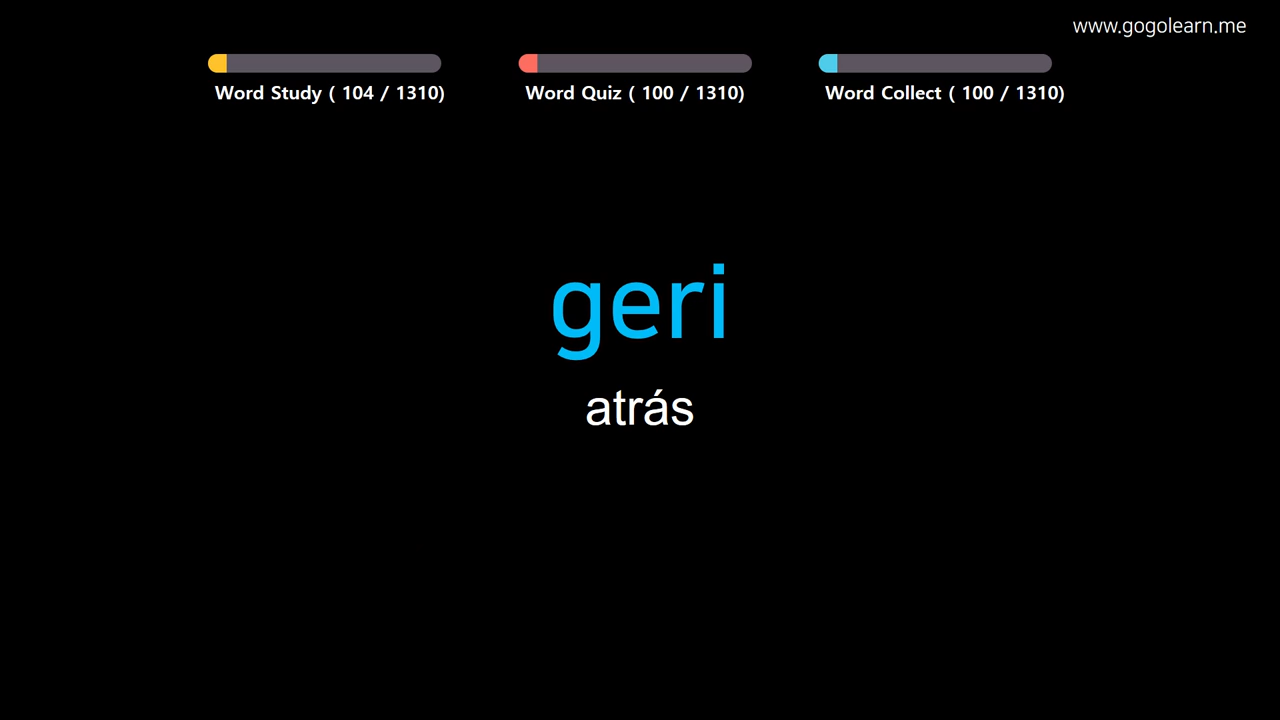 www.gogolearn.me
Word Study ( 104 / 1310)
Word Quiz ( 100 / 1310)
Word Collect ( 100 / 1310)
geri
atrás